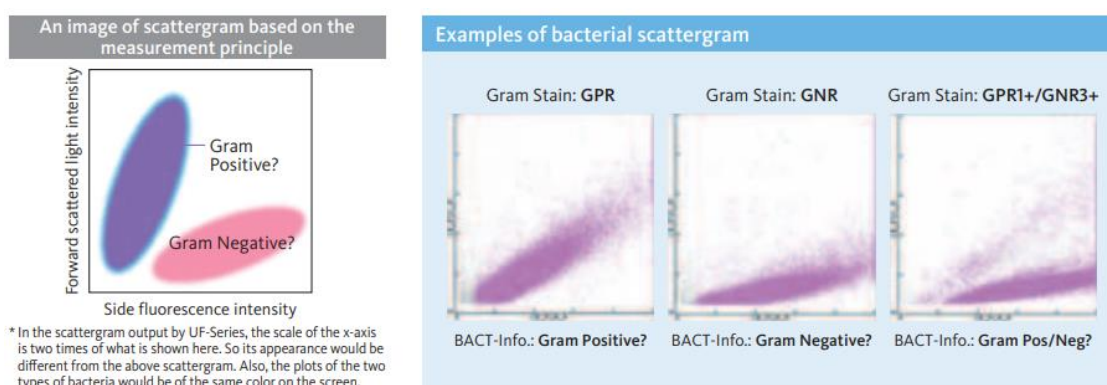 An image of scattergram based on the
measurement principle
Forward scattered light intensity
Gram
Positive?
Gram Negative?
Side fluorescence intensity
* In the scattergram output by UF-Series, the scale of the x-axis
is two times of what is shown here. So its appearance would be
different from the above scattergram. Also, the plots of the two
types of bacteria would be of the same color on the screen.
Examples of bacterial scattergram
Gram Stain: GPR
Gram Stain: GNR
Gram Stain: GPR1+/GNR3+
BACT-Info.: Gram Positive?
BACT-Info.: Gram Negative?
BACT-Info.: Gram Pos/Neg?